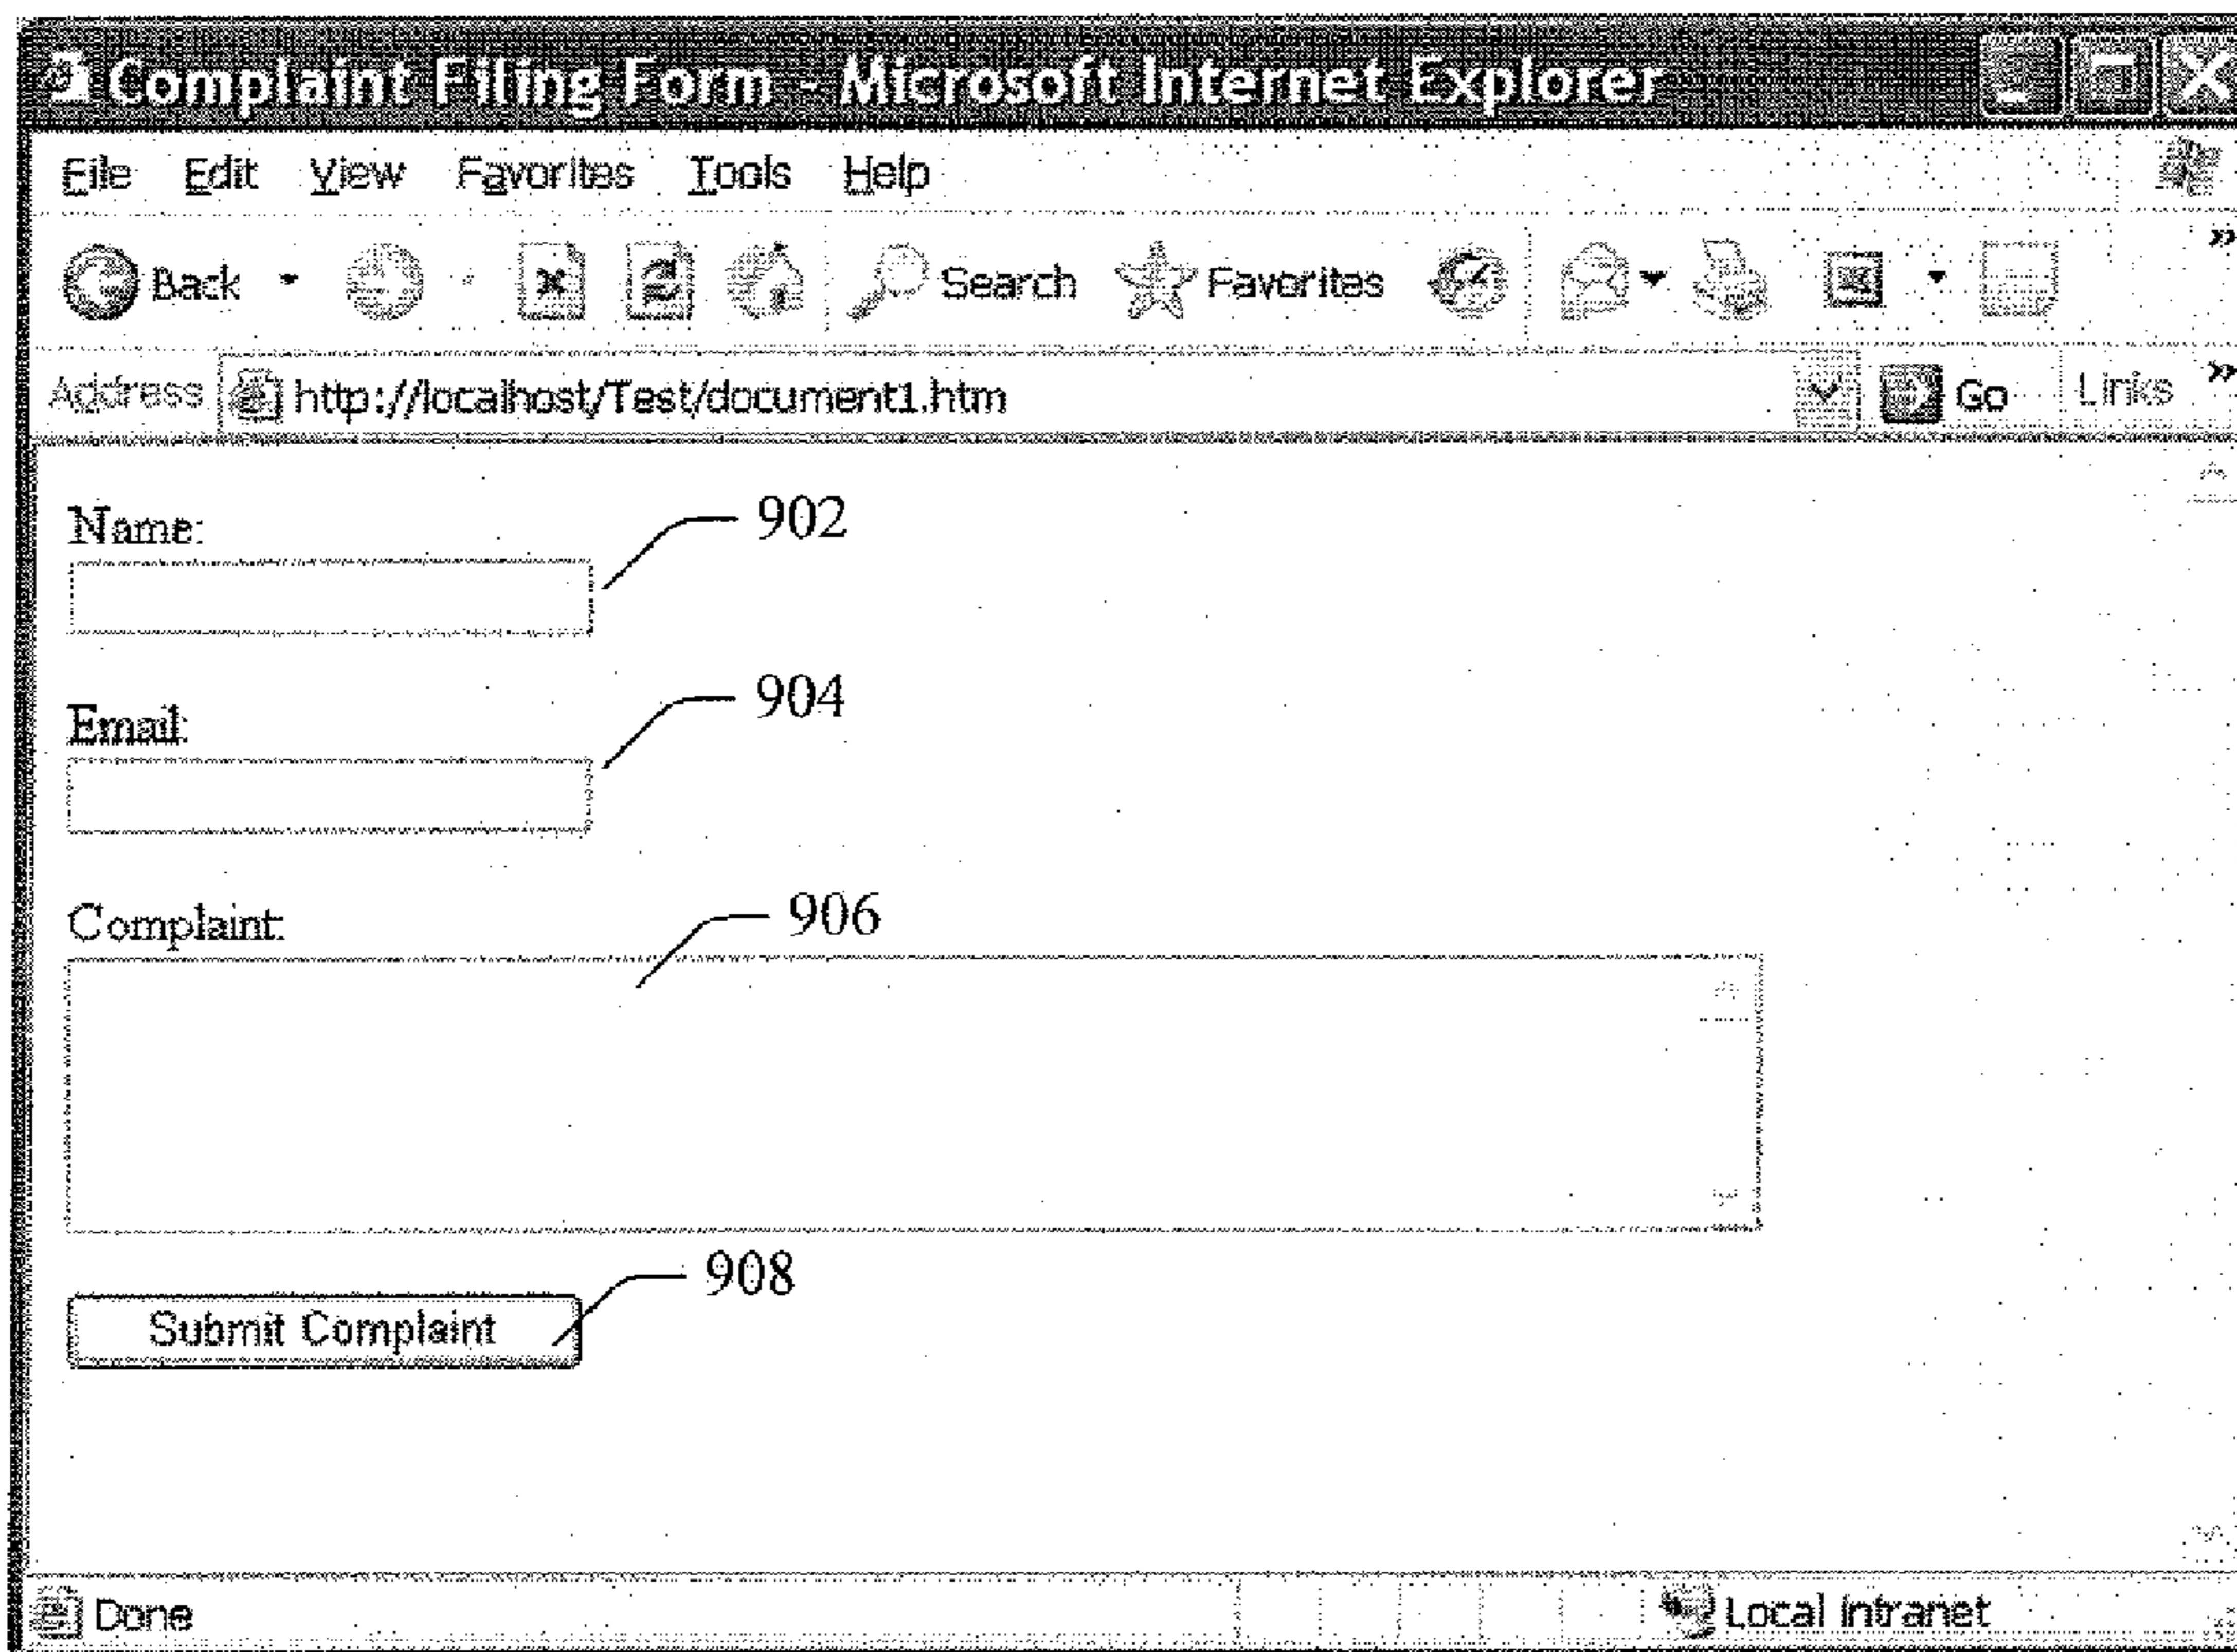 Complaint Filing Form - Microsoft Internet Explorer
File Edit View Favorites Tools Help
Back Search Favorites »
Address http://localhost/Test/document1.htm Go Links »
Name: 902
Email: 904
Complaint: 906
908
Submit Complaint
Done Local intranet